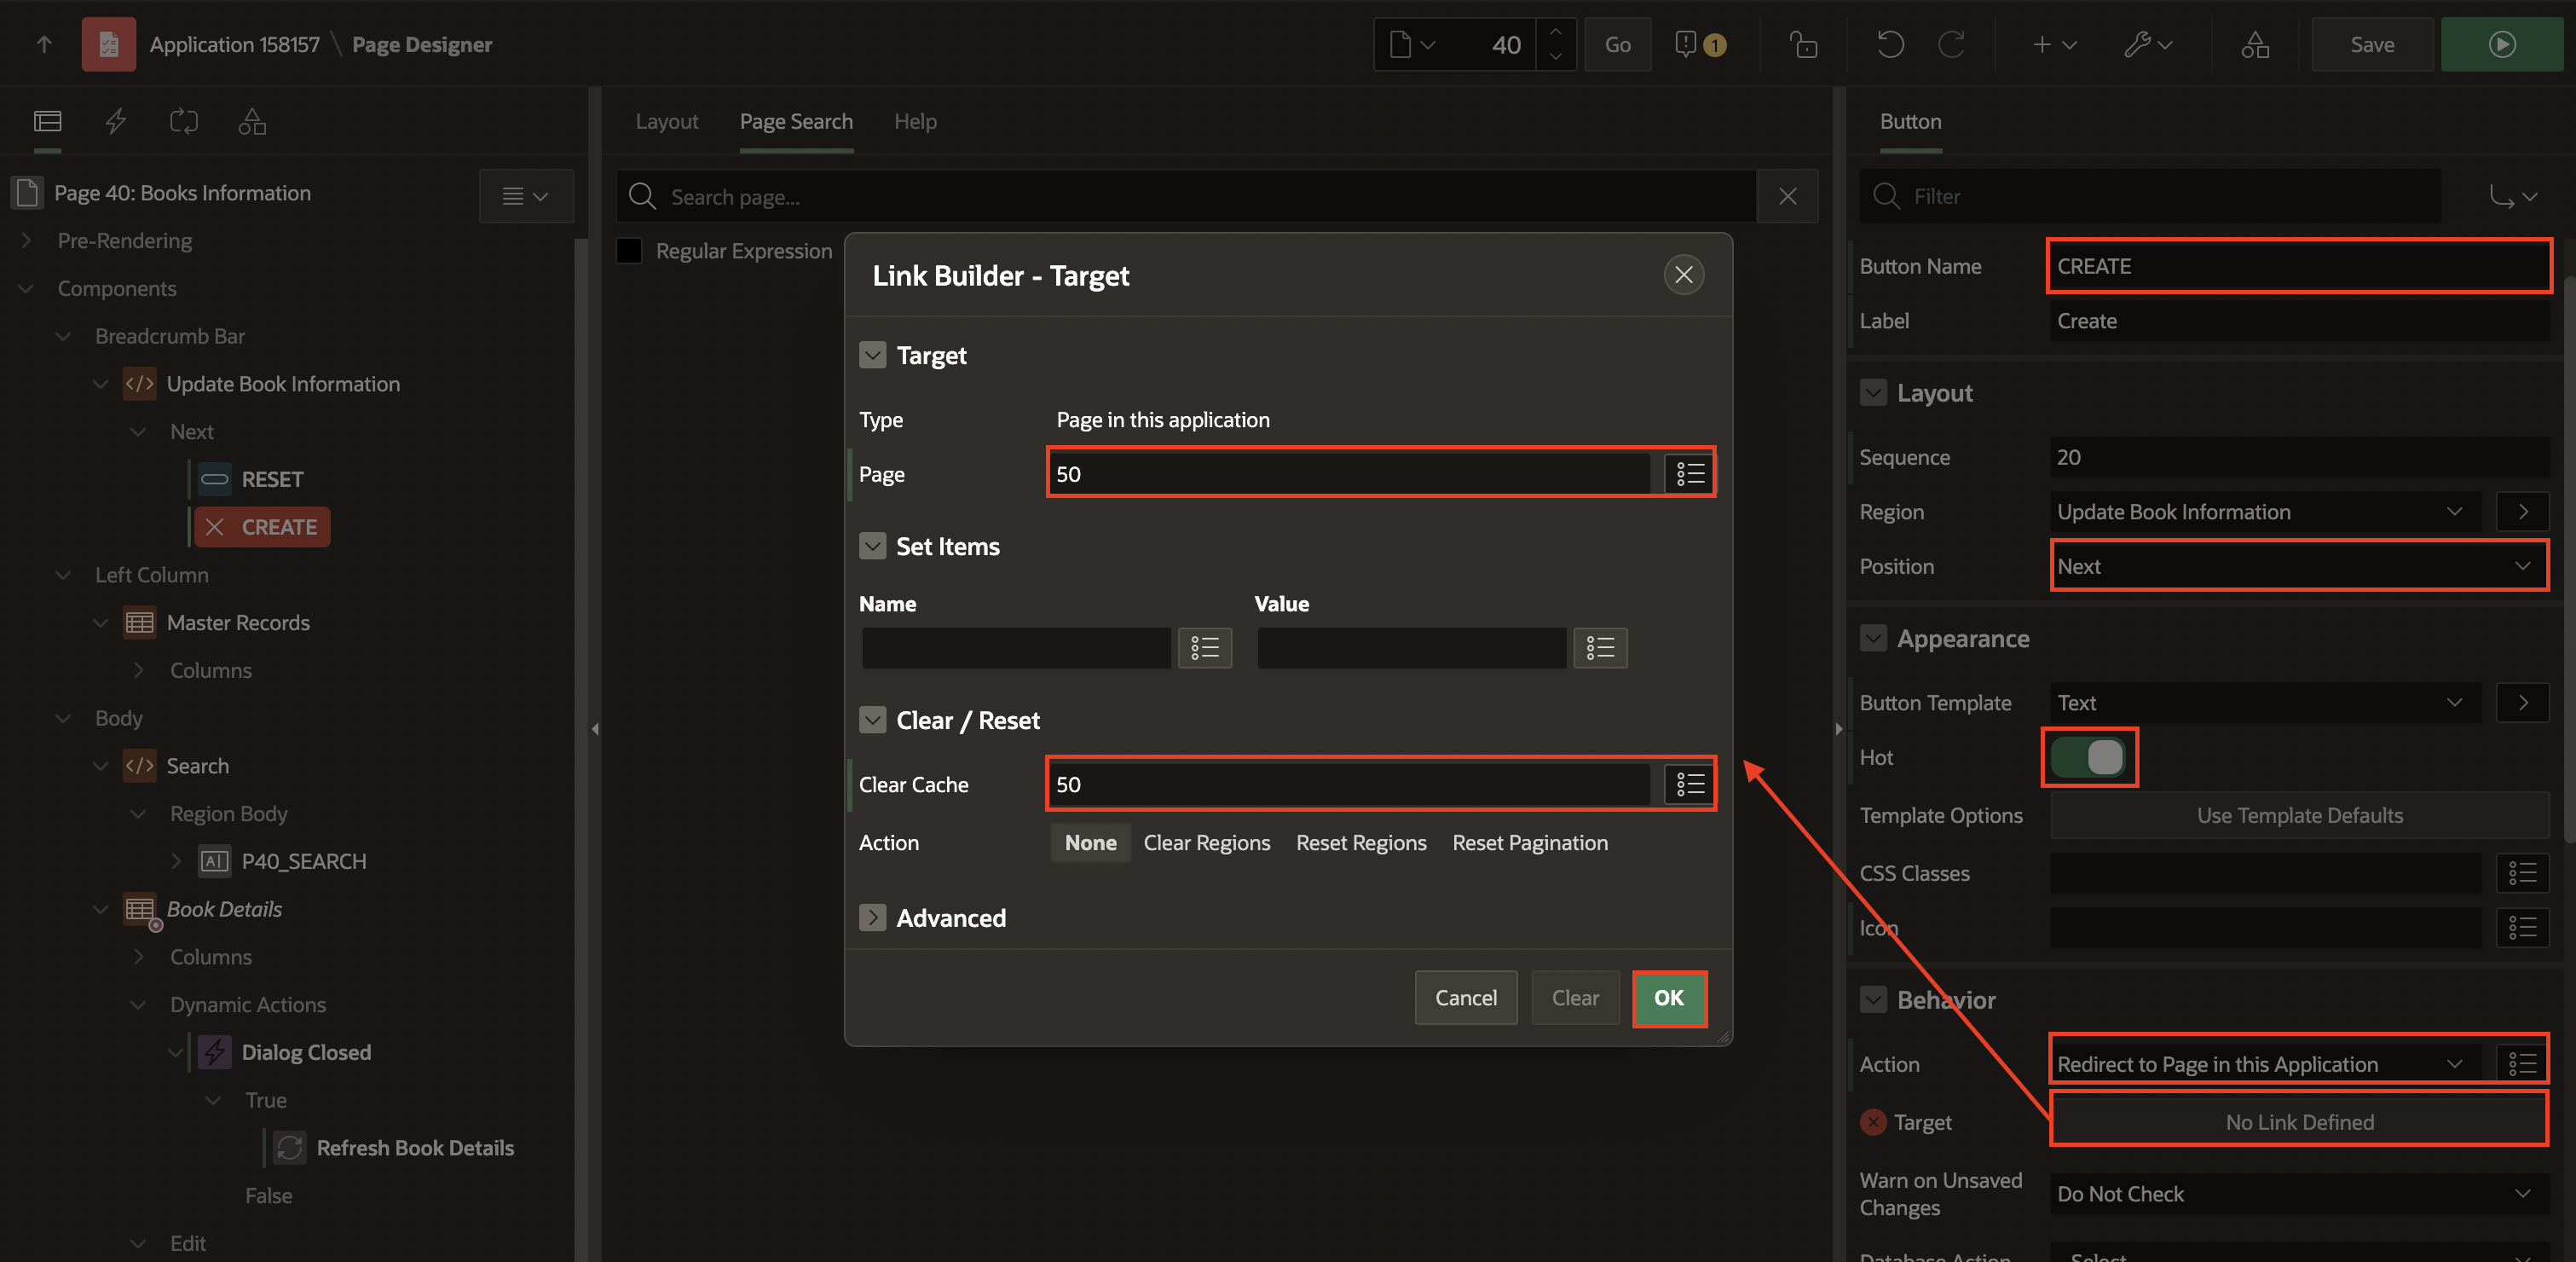 Application 158157 \ Page Designer
40
Go
1
Save
Page 40: Books Information
Pre-Rendering
Components
Breadcrumb Bar
Update Book Information
Next
RESET
CREATE
Left Column
Master Records
Columns
Body
Search
Region Body
P40_SEARCH
Book Details
Columns
Dynamic Actions
Dialog Closed
True
Refresh Book Details
False
Edit
Layout
Page Search
Help
Search page...
Regular Expression
Link Builder - Target
Target
Type
Page in this application
Page
50
Set Items
Name
Value
Clear / Reset
Clear Cache
50
Action
None
Clear Regions
Reset Regions
Reset Pagination
Advanced
Cancel
Clear
OK
Button
Filter
Button Name
CREATE
Label
Create
Layout
Sequence
20
Region
Update Book Information
Position
Next
Appearance
Button Template
Text
Hot
Template Options
Use Template Defaults
CSS Classes
Icon
Behavior
Action
Redirect to Page in this Application
Target
No Link Defined
Warn on Unsaved
Changes
Do Not Check
Database Action
- Select -